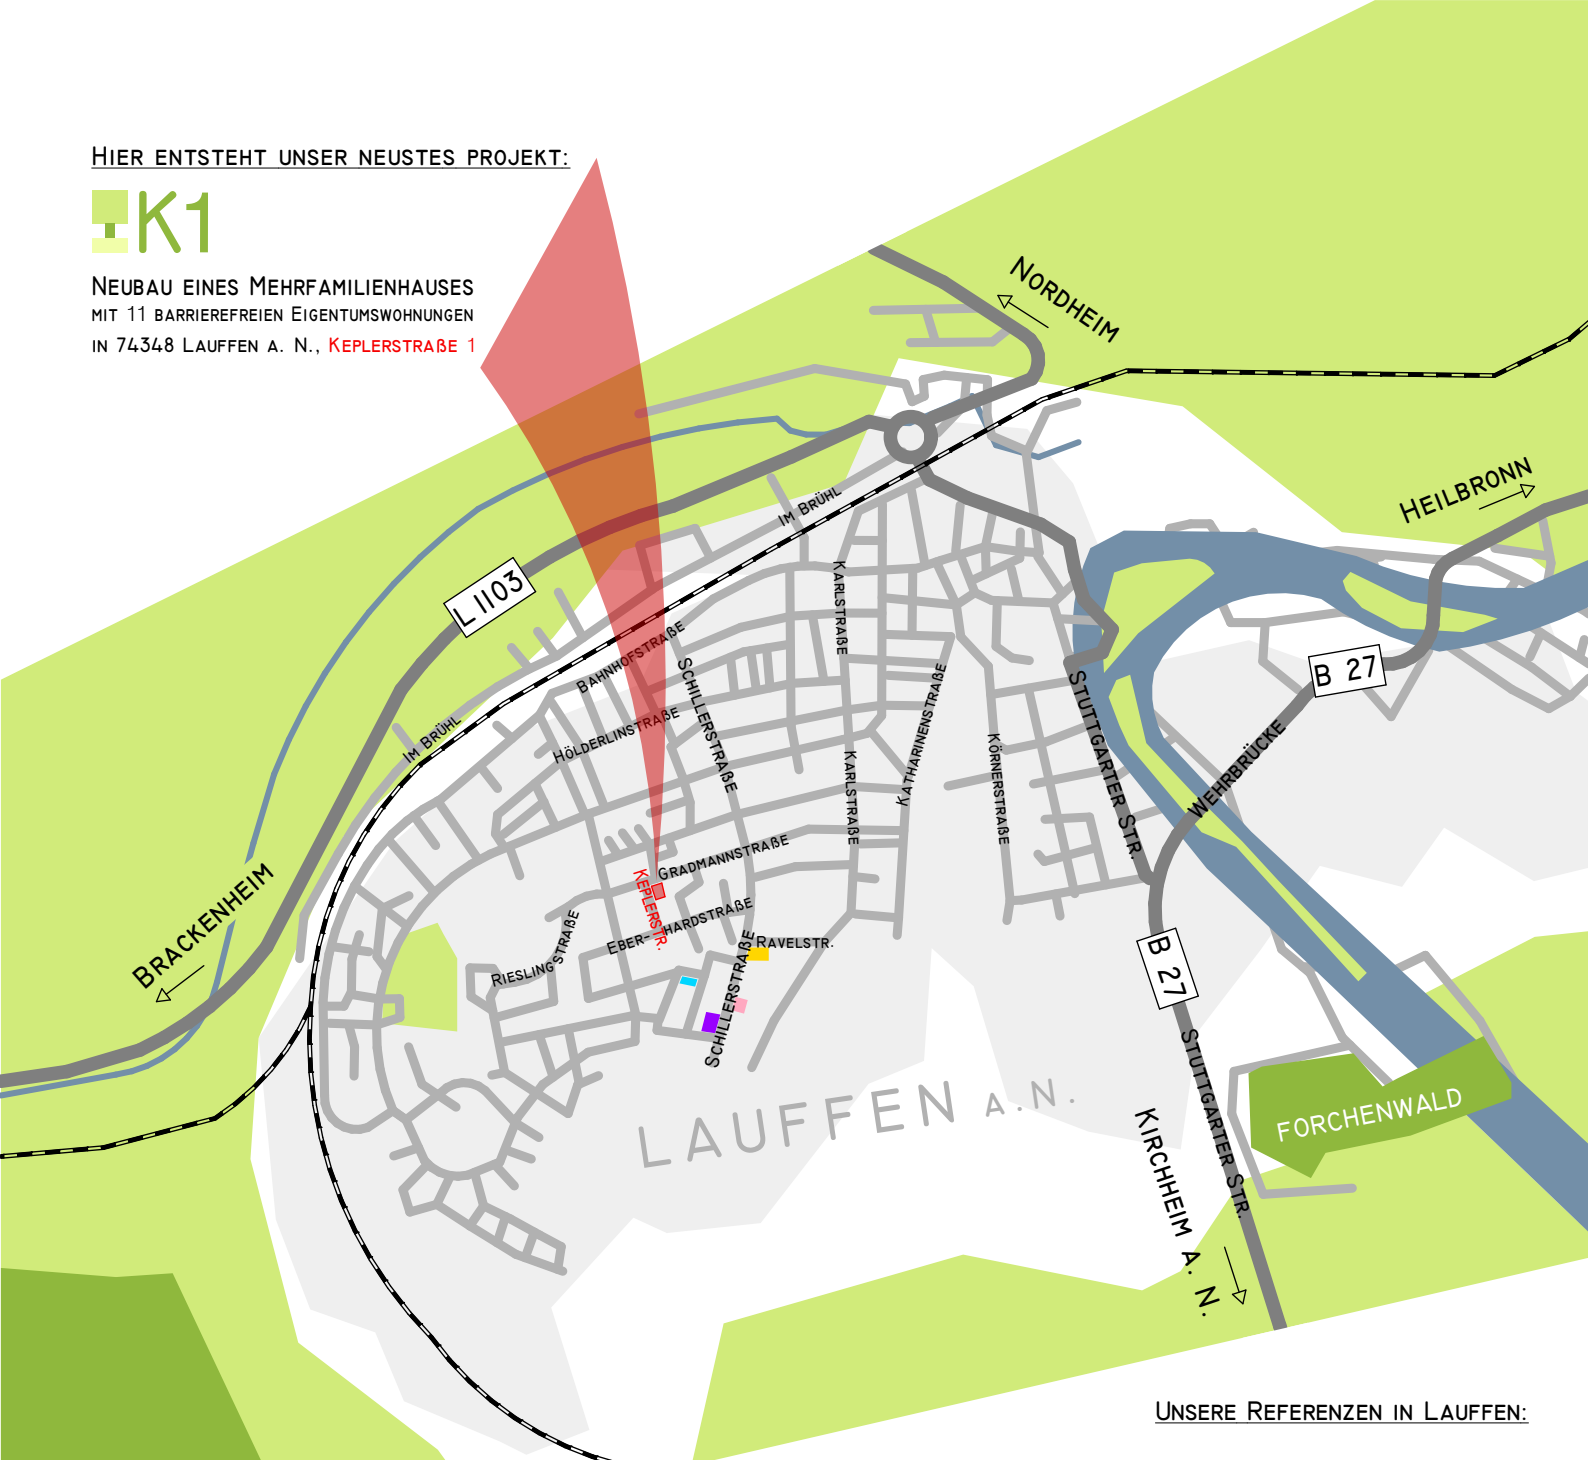 Hier entsteht unser neustes Projekt:
K1
Neubau eines Mehrfamilienhauses
mit 11 barrierefreien Eigentumswohnungen
in 74348 Lauffen a. N., Keplerstraße 1
Nordheim
Heilbronn
Im Brühl
L 1103
Karlstraße
Bahnhofstraße
Schillerstraße
B 27
Stuttgarter Str.
Katharinenstraße
Hölderlinstraße
Im Brühl
Wehrbrücke
Körnerstraße
Karlstraße
Gradmannstraße
Keplerstr.
Brackenheim
Eber-hardstraße
Rieslingstraße
Ravelstr.
Schillerstraße
B 27
Stuttgarter Str.
Lauffen a.N.
Forchenwald
Kirchheim a. N.
Unsere Referenzen in Lauffen: